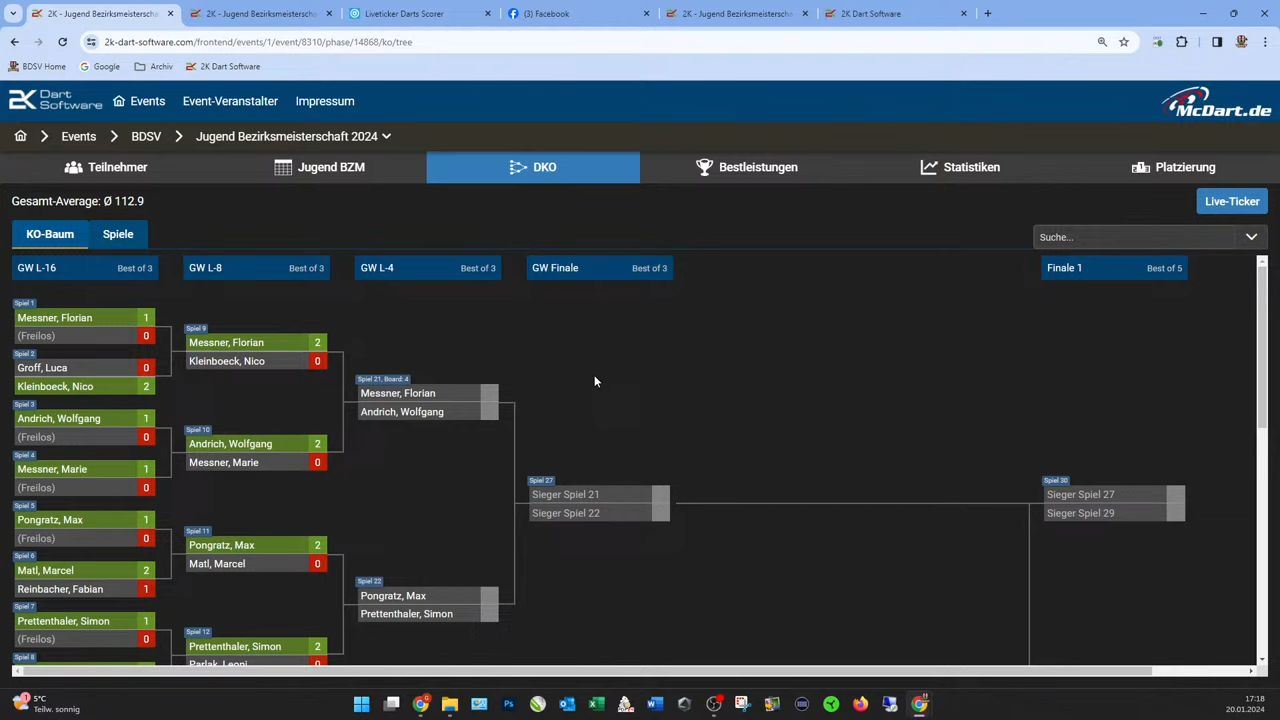 2K - Jugend Bezirksmeisterscha
2K - Jugend Bezirksmeisterscha
Liveticker Darts Scorer
(3) Facebook
2K - Jugend Bezirksmeisterscha
2K Dart Software
2k-dart-software.com/frontend/events/1/event/8310/phase/14868/ko/tree
BDSV Home
Google
Archiv
2K Dart Software
2K Dart Software
Events
Event-Veranstalter
Impressum
McDart.de
Events
BDSV
Jugend Bezirksmeisterschaft 2024
Teilnehmer
Jugend BZM
DKO
Bestleistungen
Statistiken
Platzierung
Gesamt-Average: Ø 112.9
Live-Ticker
KO-Baum
Spiele
Suche...
GW L-16 Best of 3
GW L-8 Best of 3
GW L-4 Best of 3
GW Finale Best of 3
Finale 1 Best of 5
Spiel 1
Messner, Florian 1
(Freilos) 0
Spiel 2
Groff, Luca 0
Kleinboeck, Nico 2
Spiel 3
Andrich, Wolfgang 1
(Freilos) 0
Spiel 4
Messner, Marie 1
(Freilos) 0
Spiel 5
Pongratz, Max 1
(Freilos) 0
Spiel 6
Matl, Marcel 2
Reinbacher, Fabian 1
Spiel 7
Prettenthaler, Simon 1
(Freilos) 0
Spiel 8
Spiel 9
Messner, Florian 2
Kleinboeck, Nico 0
Spiel 10
Andrich, Wolfgang 2
Messner, Marie 0
Spiel 11
Pongratz, Max 2
Matl, Marcel 0
Spiel 12
Prettenthaler, Simon 2
Parlak, Leoni 0
Spiel 21, Board: 4
Messner, Florian
Andrich, Wolfgang
Spiel 22
Pongratz, Max
Prettenthaler, Simon
Spiel 27
Sieger Spiel 21
Sieger Spiel 22
Spiel 30
Sieger Spiel 27
Sieger Spiel 29
1
5°C
Teilw. sonnig
17:18
20.01.2024